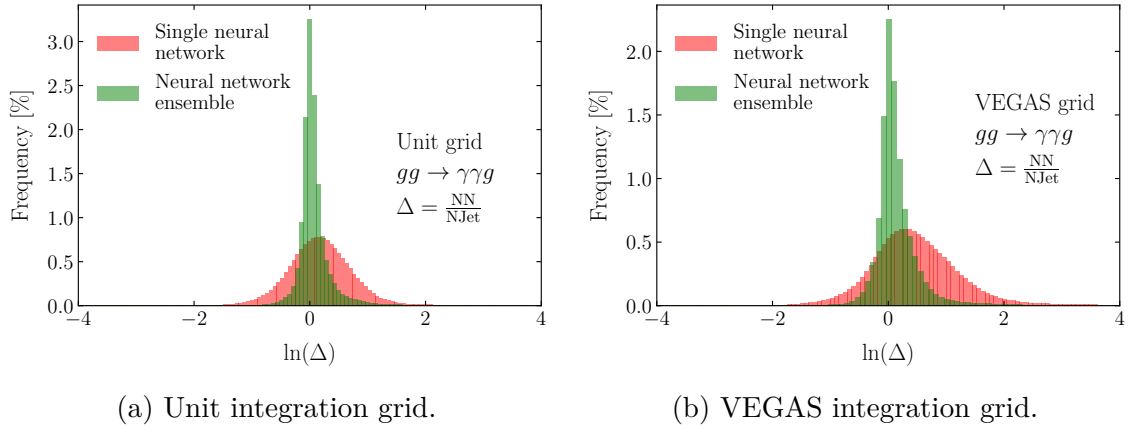 Single neural
network
Neural network
ensemble
Unit grid
gg → γγg
Δ = NN/NJet
Frequency [%]
3.0
2.5
2.0
1.5
1.0
0.5
0.0
−4
−2
0
2
4
ln(Δ)
(a) Unit integration grid.
Single neural
network
Neural network
ensemble
VEGAS grid
gg → γγg
Δ = NN/NJet
Frequency [%]
2.0
1.5
1.0
0.5
0.0
−4
−2
0
2
4
ln(Δ)
(b) VEGAS integration grid.